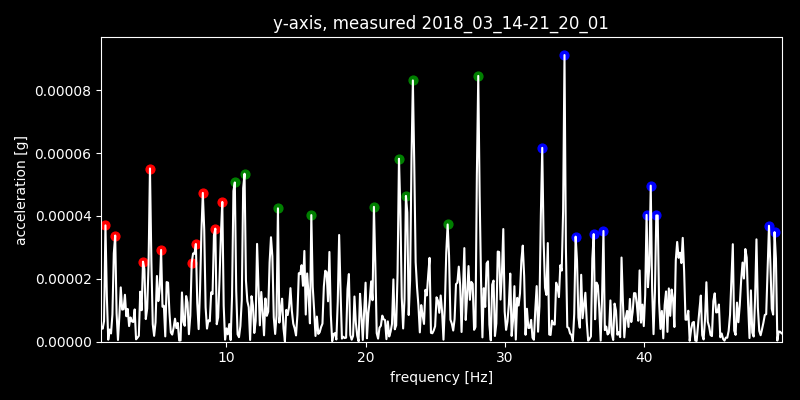 y-axis, measured 2018_03_14-21_20_01
0.00008
0.00006
0.00004
0.00002
0.00000
acceleration [g]
10 20 30 40
frequency [Hz]